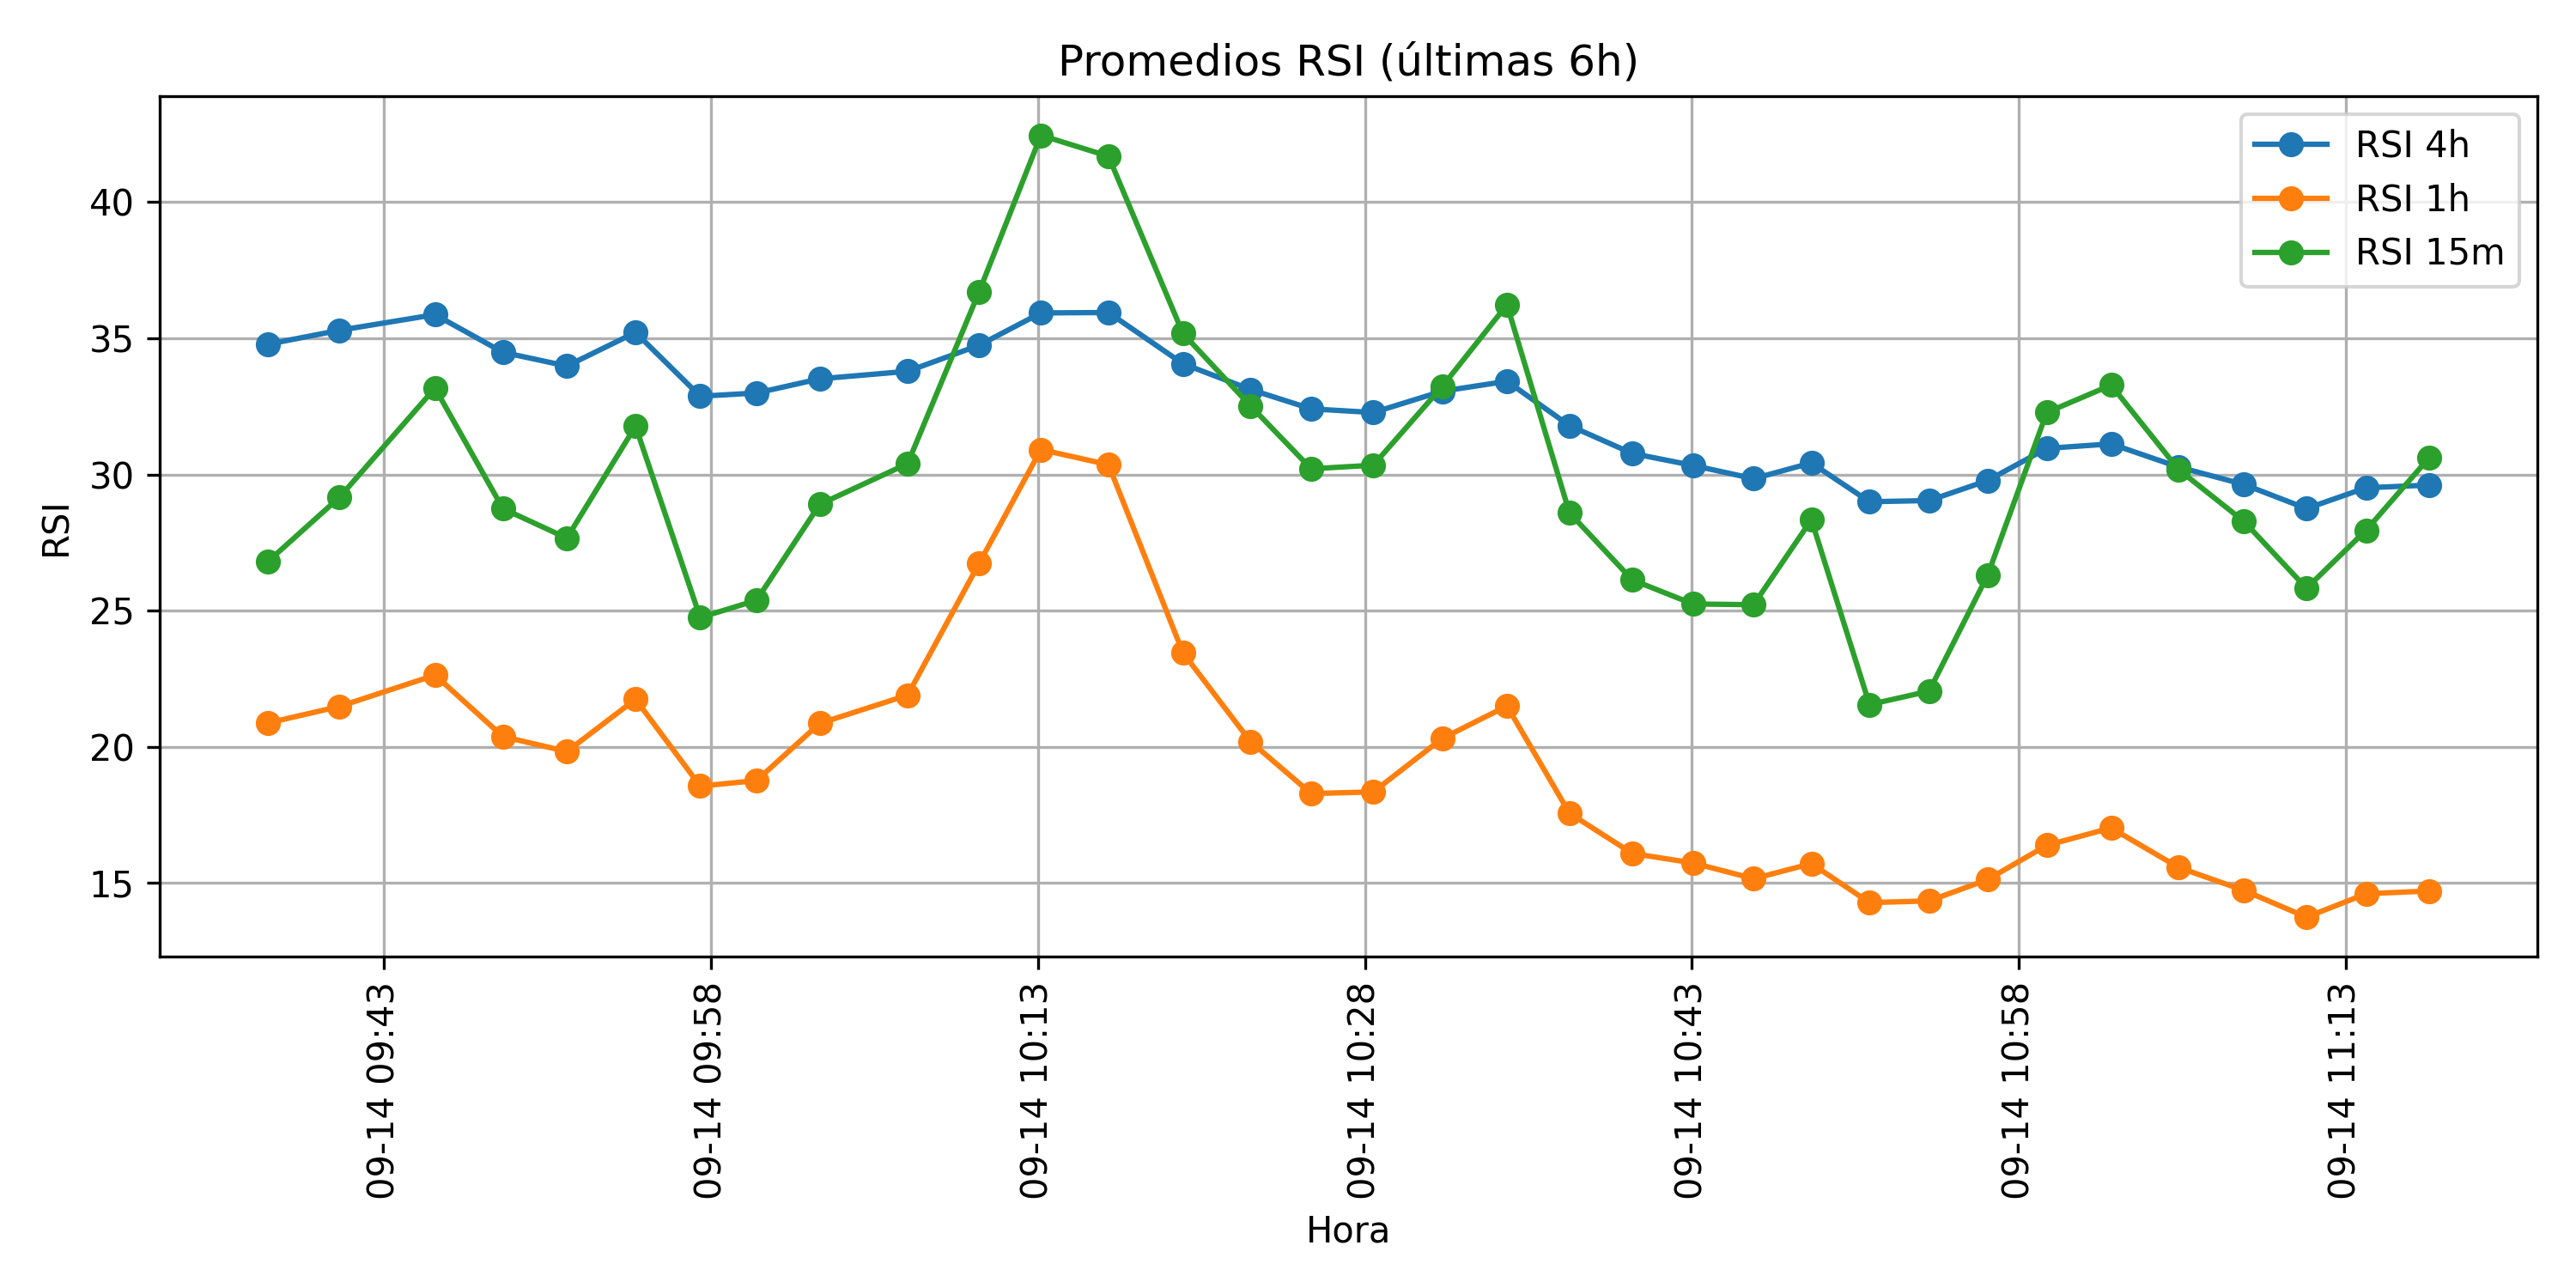 Promedios RSI (últimas 6h)
RSI 4h
RSI 1h
RSI 15m
RSI
40
35
30
25
20
15
09-14 09:43
09-14 09:58
09-14 10:13
09-14 10:28
09-14 10:43
09-14 10:58
09-14 11:13
Hora